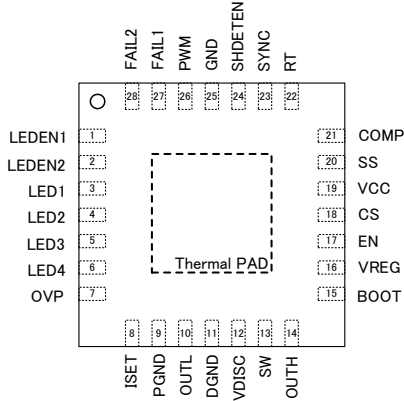 FAIL2
FAIL1
PWM
GND
SHDETEN
SYNC
RT
28
27
26
25
24
23
22
LEDEN1
1
LEDEN2
2
LED1
3
LED2
4
LED3
5
LED4
6
OVP
7
21
COMP
20
SS
19
VCC
18
CS
17
EN
16
VREG
15
BOOT
Thermal PAD
8
9
10
11
12
13
14
ISET
PGND
OUTL
DGND
VDISC
SW
OUTH